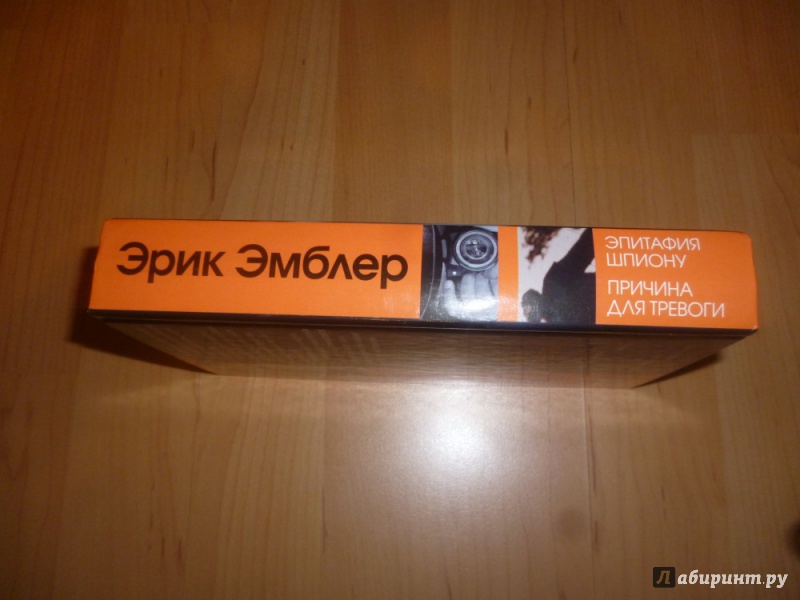 Эрик Эмблер
ЭПИТАФИЯ
ШПИОНУ
ПРИЧИНА
ДЛЯ ТРЕВОГИ
Лабиринт.ру